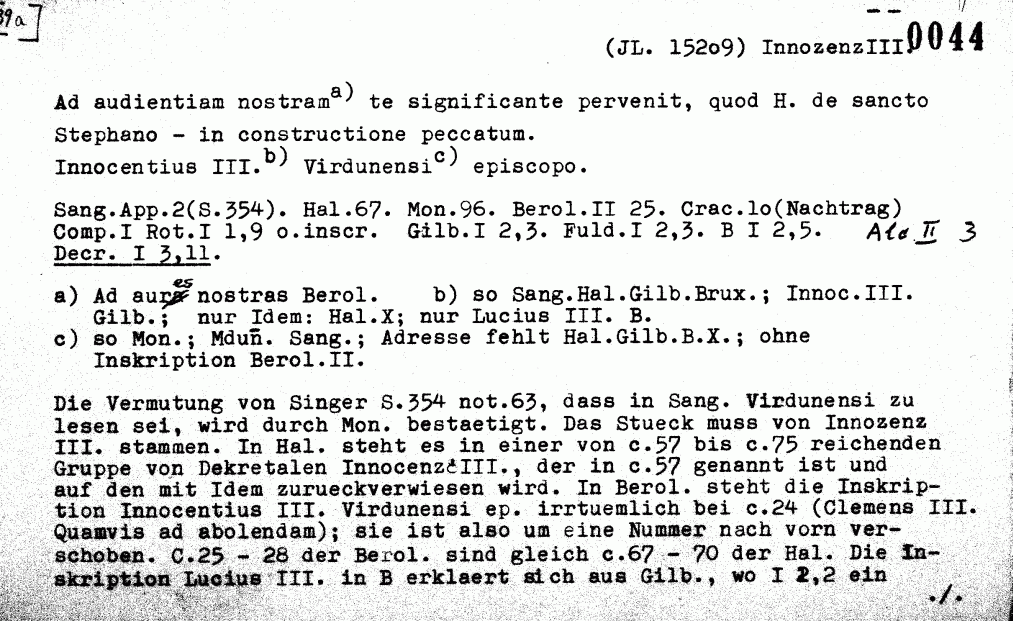 39a]
(JL. 152o9) InnozenzIII. 0044
Ad audientiam nostram a) te significante pervenit, quod H. de sancto
Stephano - in constructione peccatum.
Innocentius III. b) Virdunensi c) episcopo.
Sang.App.2(S.354). Hal.67. Mon.96. Berol.II 25. Crac.lo(Nachtrag)
Comp.I Rot.I 1,9 o.inscr. Gilb.I 2,3. Fuld.I 2,3. B I 2,5. Ala II 3
Decr. I 3,11.
a) Ad aures nostras Berol. b) so Sang.Hal.Gilb.Brux.; Innoc.III.
Gilb.; nur Idem: Hal.X; nur Lucius III. B.
c) so Mon.; Mduñ. Sang.; Adresse fehlt Hal.Gilb.B.X.; ohne
Inskription Berol.II.
Die Vermutung von Singer S.354 not.63, dass in Sang. Virdunensi zu
lesen sei, wird durch Mon. bestaetigt. Das Stueck muss von Innozenz
III. stammen. In Hal. steht es in einer von c.57 bis c.75 reichenden
Gruppe von Dekretalen Innocenz III., der in c.57 genannt ist und
auf den mit Idem zurueckverwiesen wird. In Berol. steht die Inskrip-
tion Innocentius III. Virdunensi ep. irrtuemlich bei c.24 (Clemens III.
Quamvis ad abolendam); sie ist also um eine Nummer nach vorn ver-
schoben. C.25 - 28 der Berol. sind gleich c.67 - 70 der Hal. Die In-
skription Lucius III. in B erklaert sich aus Gilb., wo I 2,2 ein
./.